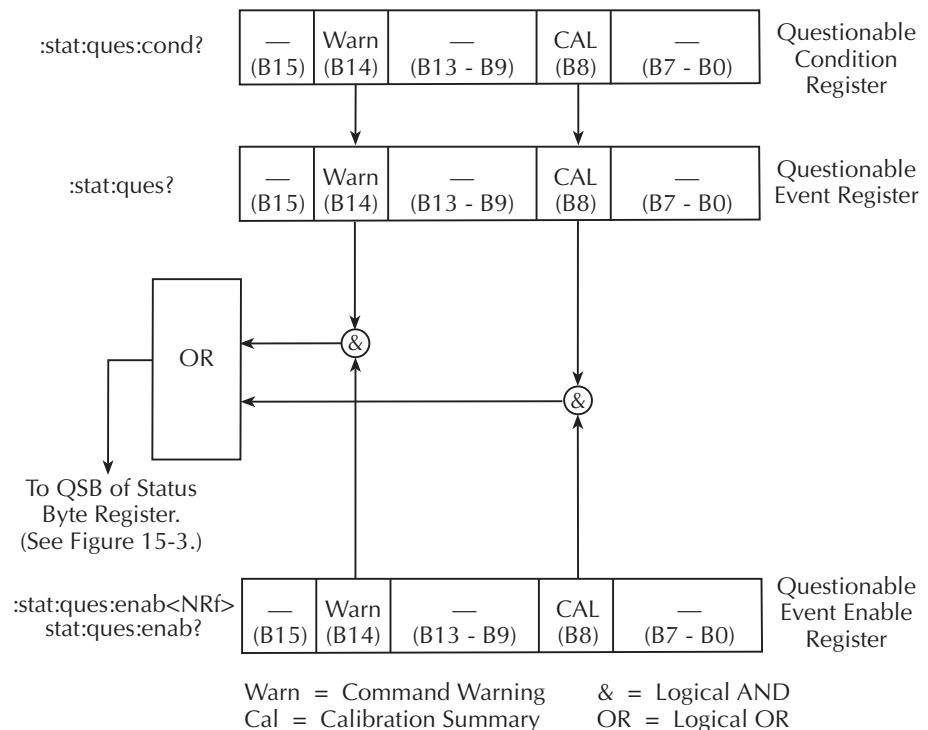 :stat:ques:cond?
— Warn — CAL —
(B15) (B14) (B13 - B9) (B8) (B7 - B0)
Questionable
Condition
Register
:stat:ques?
— Warn — CAL —
(B15) (B14) (B13 - B9) (B8) (B7 - B0)
Questionable
Event Register
&
OR
&
To QSB of Status
Byte Register.
(See Figure 15-3.)
:stat:ques:enab<NRf>
stat:ques:enab?
— Warn — CAL —
(B15) (B14) (B13 - B9) (B8) (B7 - B0)
Questionable
Event Enable
Register
Warn = Command Warning & = Logical AND
Cal = Calibration Summary OR = Logical OR